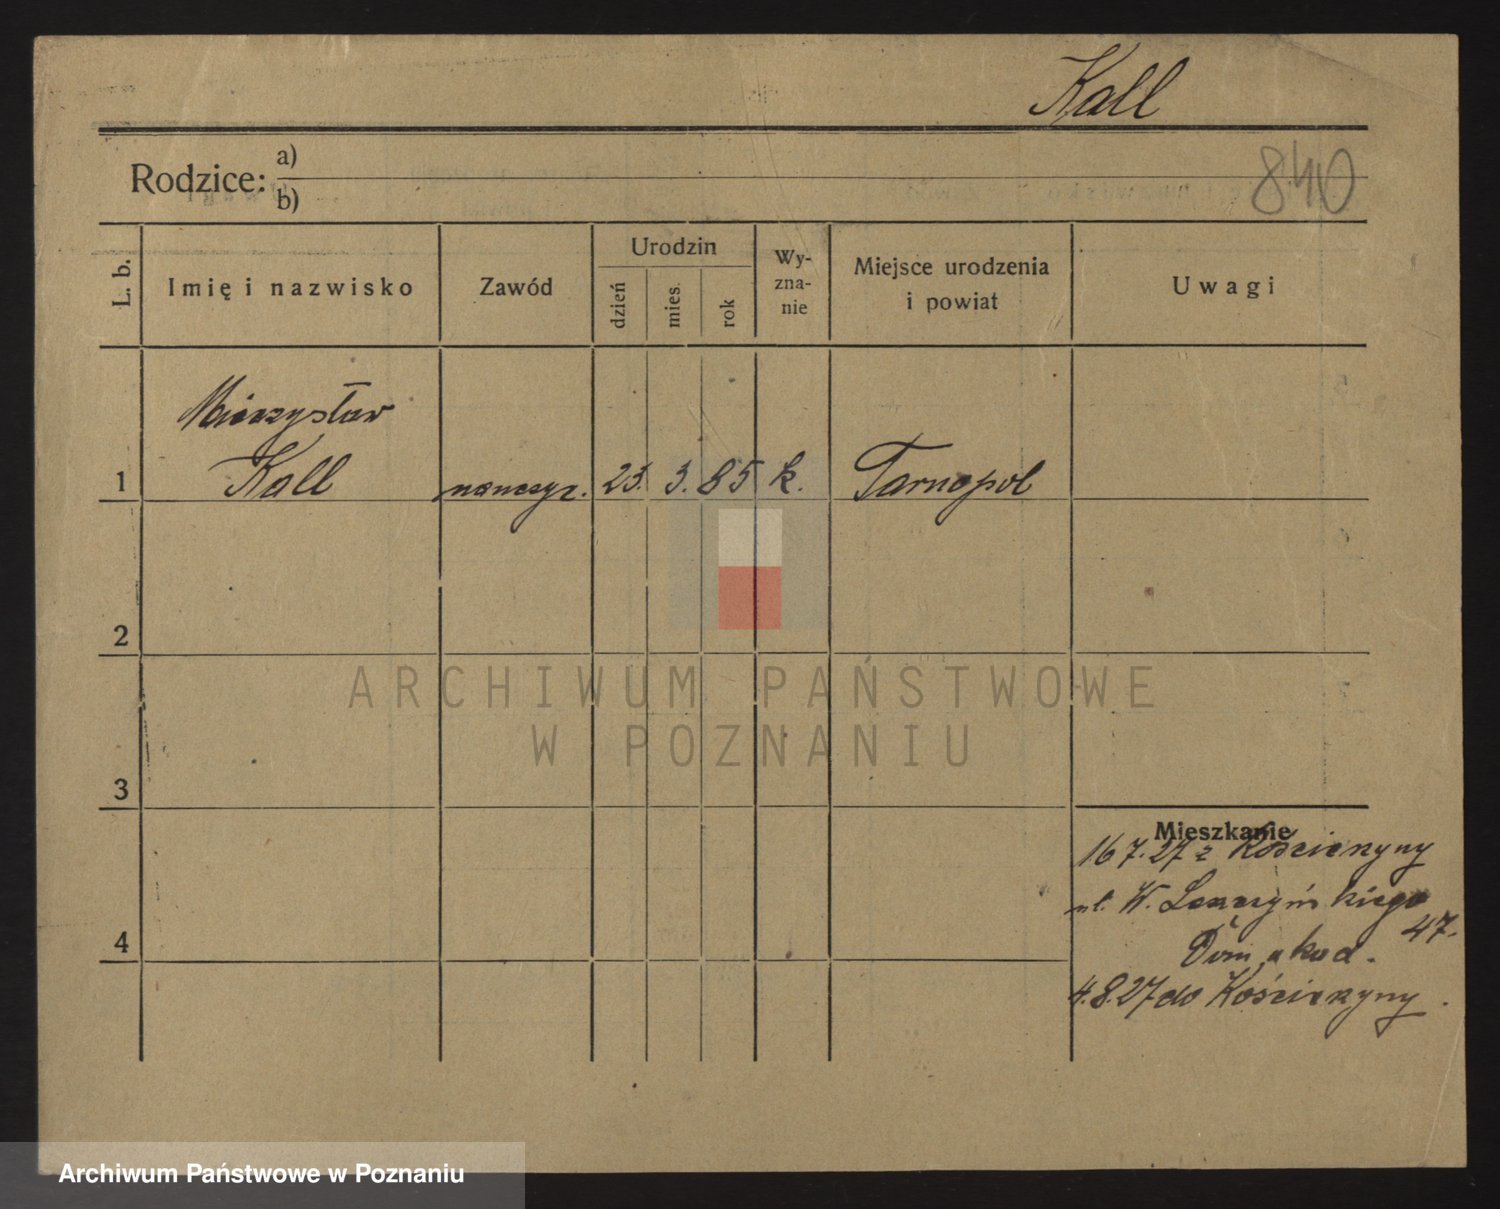 Kall
840
Rodzice: a)
b)
L. b.
Imię i nazwisko
Zawód
Urodzin
dzień
mies.
rok
Wy-
zna-
nie
Miejsce urodzenia
i powiat
Uwagi
Mieczysław
1 Kall nauczyc. 23. 3. 85 k. Tarnopol
2
3
4
Mieszkanie
16 7. 27 z Kościerzyny
ul. W. Leszczyńskiego
47.
Dom akad.
4.8.27 do Kościerzyny.
ARCHIWUM PAŃSTWOWE
W POZNANIU
Archiwum Państwowe w Poznaniu